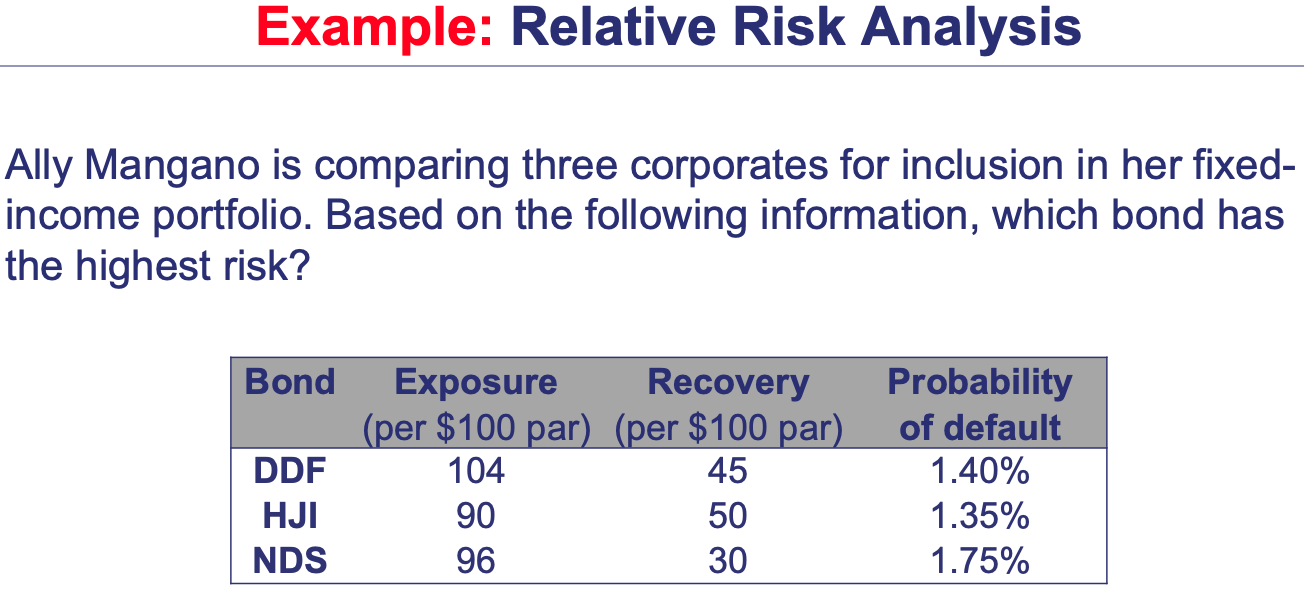 Example: Relative Risk Analysis
Ally Mangano is comparing three corporates for inclusion in her fixed-
income portfolio. Based on the following information, which bond has
the highest risk?
Bond Exposure Recovery Probability
(per $100 par) (per $100 par) of default
DDF 104 45 1.40%
HJI 90 50 1.35%
NDS 96 30 1.75%